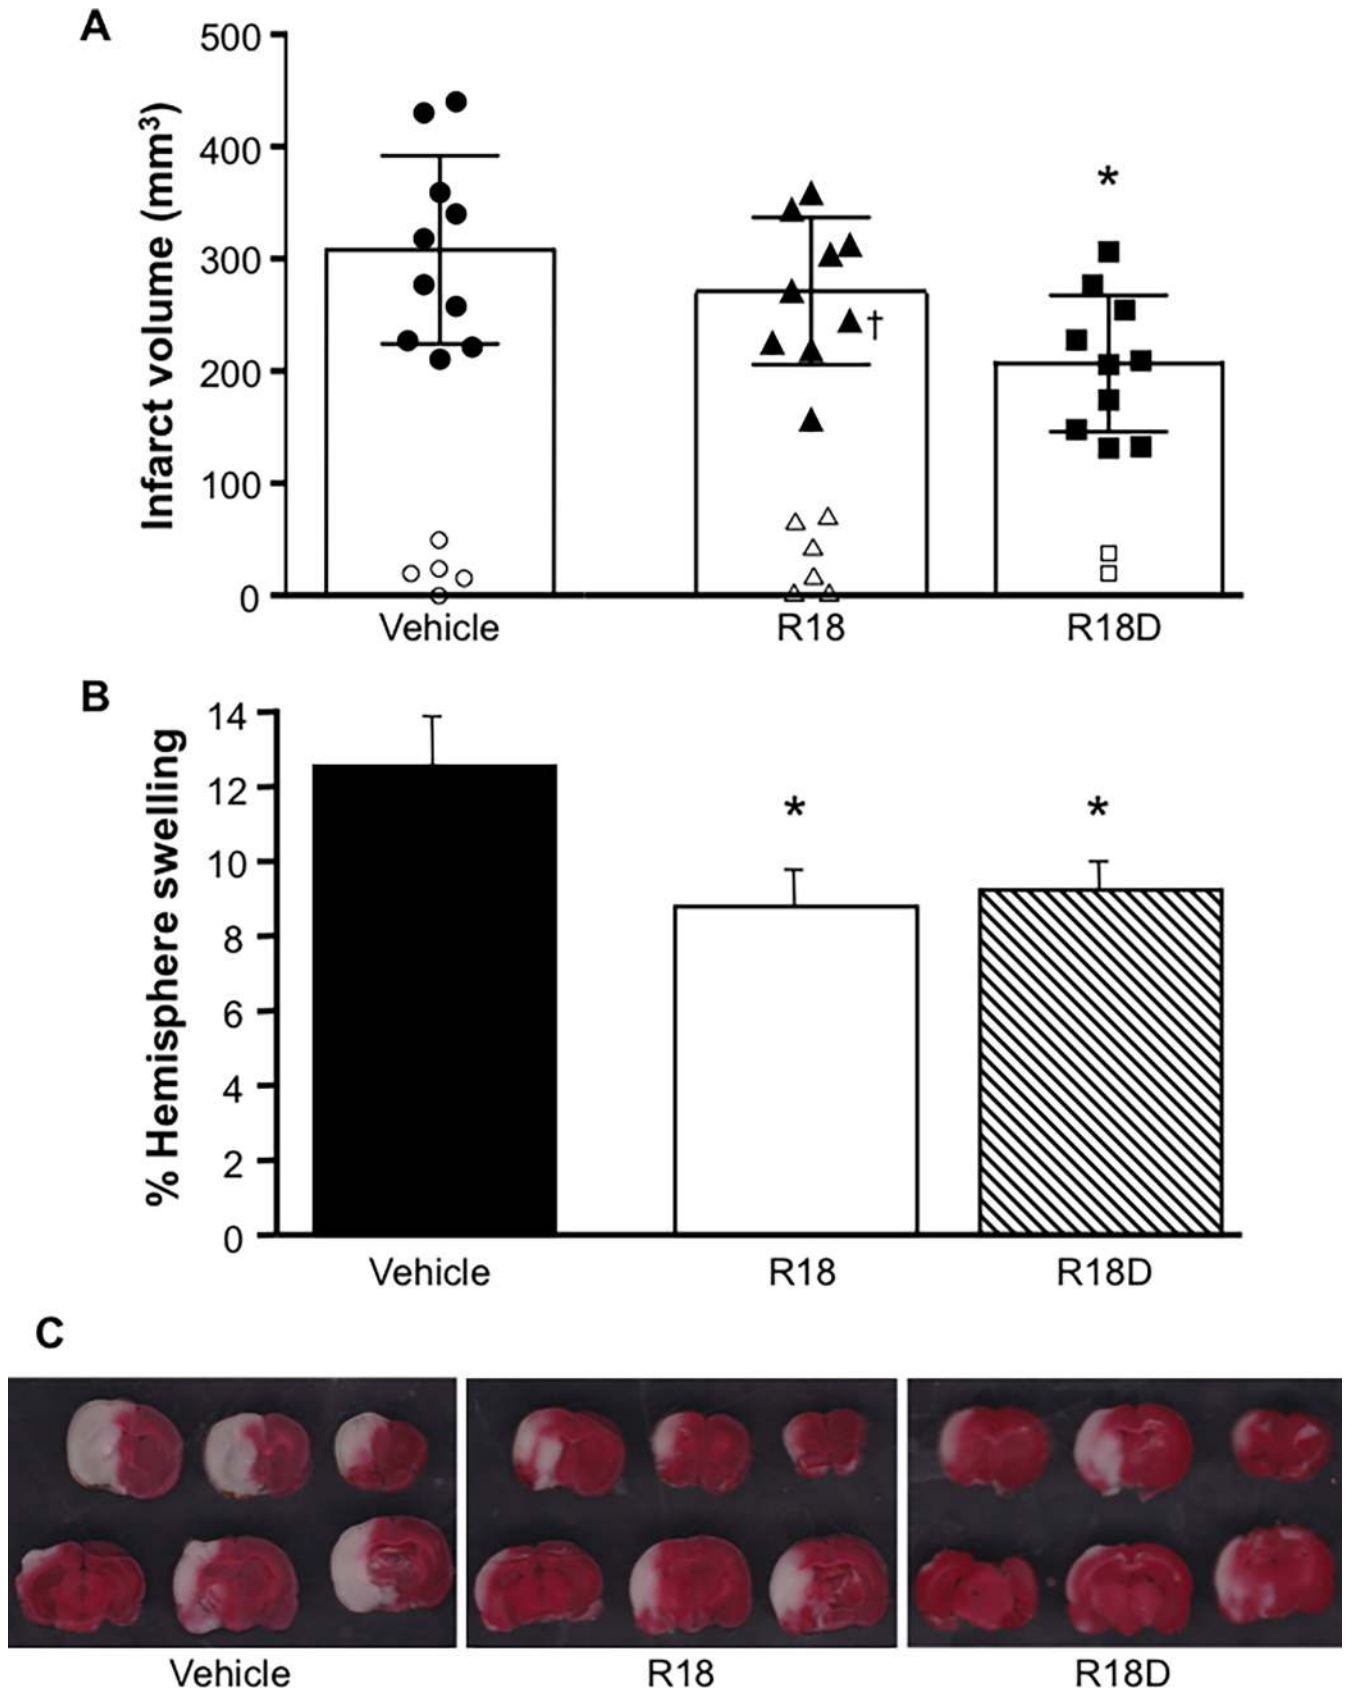 A
Infarct volume (mm³)
500
400
300
200
100
0
*
†
Vehicle R18 R18D
B
% Hemisphere swelling
14
12
10
8
6
4
2
0
* *
Vehicle R18 R18D
C
Vehicle R18 R18D